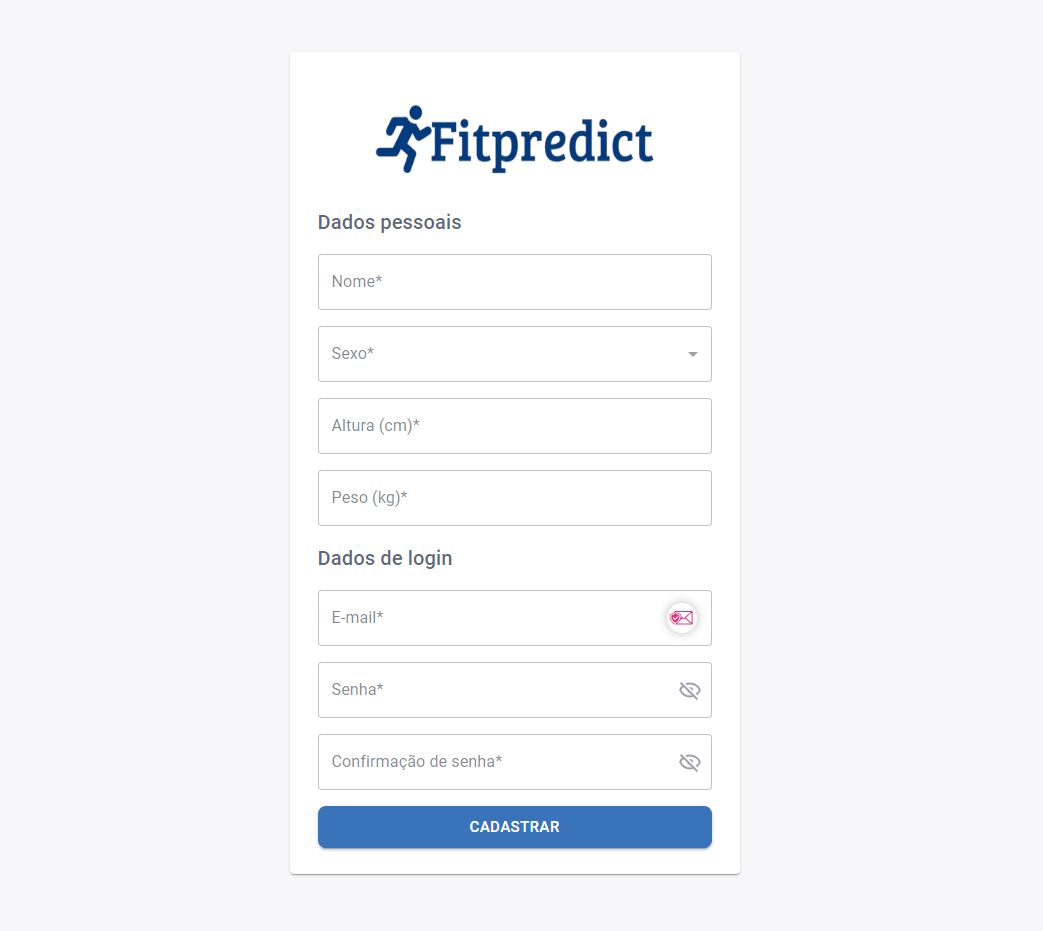 Fitpredict
Dados pessoais
Nome*
Sexo*
Altura (cm)*
Peso (kg)*
Dados de login
E-mail*
Senha*
Confirmação de senha*
CADASTRAR